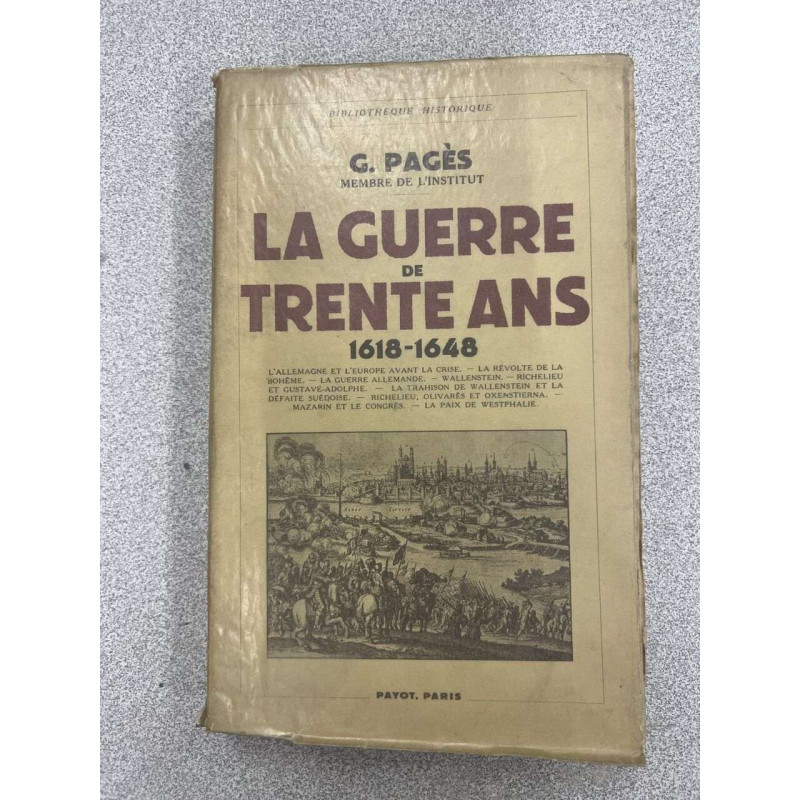 BIBLIOTHÈQUE HISTORIQUE
G. PAGÈS
MEMBRE DE L'INSTITUT
LA GUERRE
DE
TRENTE ANS
1618-1648
L'ALLEMAGNE ET L'EUROPE AVANT LA CRISE. — LA RÉVOLTE DE LA
BOHÊME. — LA GUERRE ALLEMANDE. — WALLENSTEIN. — RICHELIEU
ET GUSTAVE-ADOLPHE. — LA TRAHISON DE WALLENSTEIN ET LA
DÉFAITE SUÉDOISE. — RICHELIEU, OLIVARÈS ET OXENSTIERNA. —
MAZARIN ET LE CONGRÈS. — LA PAIX DE WESTPHALIE.
PAYOT, PARIS